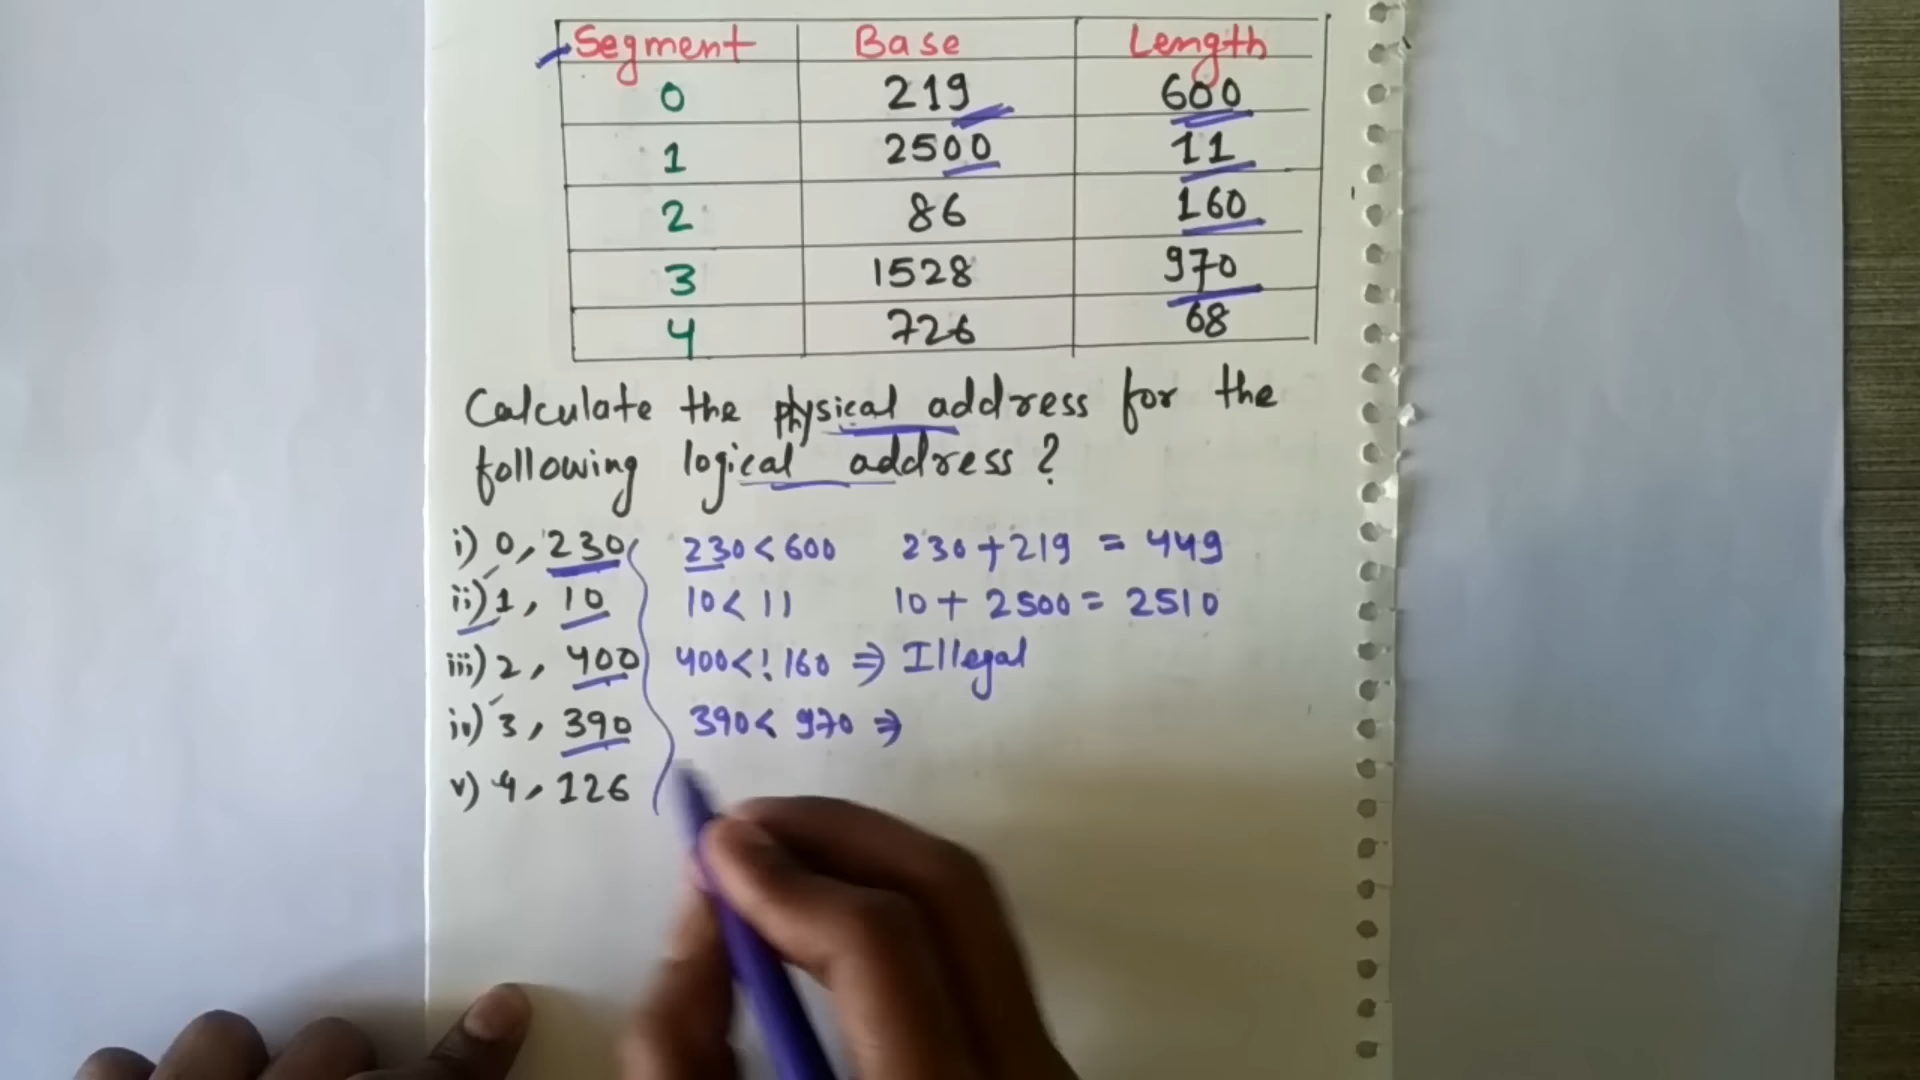 Segment Base Length
0 219 600
1 2500 11
2 86 160
3 1528 970
4 726 68
Calculate the physical address for the
following logical address?
i) 0, 230 230 < 600 230 + 219 = 449
ii) 1, 10 10 < 11 10 + 2500 = 2510
iii) 2, 400 400 <! 160 ⇒ Illegal
iv) 3, 390 390 < 970 ⇒
v) 4, 126